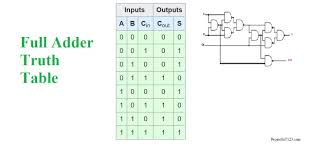 Full Adder
Truth
Table
Inputs Outputs
A B Cin Cout S
0 0 0 0 0
0 0 1 0 1
0 1 0 0 1
0 1 1 1 0
1 0 0 0 1
1 0 1 1 0
1 1 0 1 0
1 1 1 1 1